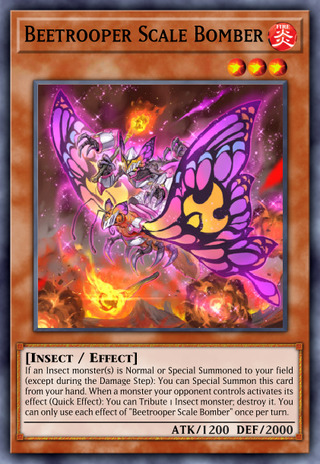 Beetrooper Scale Bomber
FIRE
炎
[Insect / Effect]
If an Insect monster(s) is Normal or Special Summoned to your field
(except during the Damage Step): You can Special Summon this card
from your hand. When a monster your opponent controls activates its
effect (Quick Effect): You can Tribute 1 Insect monster; destroy it. You
can only use each effect of "Beetrooper Scale Bomber" once per turn.
ATK/1200 DEF/2000